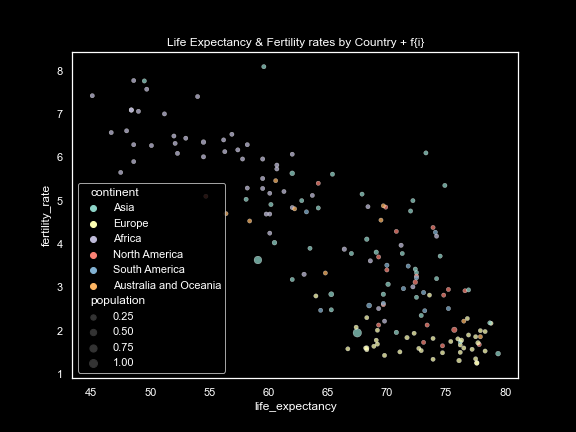 Life Expectancy & Fertility rates by Country + f{i}
8
7
6
5
4
3
2
1
fertility_rate
continent
Asia
Europe
Africa
North America
South America
Australia and Oceania
population
0.25
0.50
0.75
1.00
45 50 55 60 65 70 75 80
life_expectancy